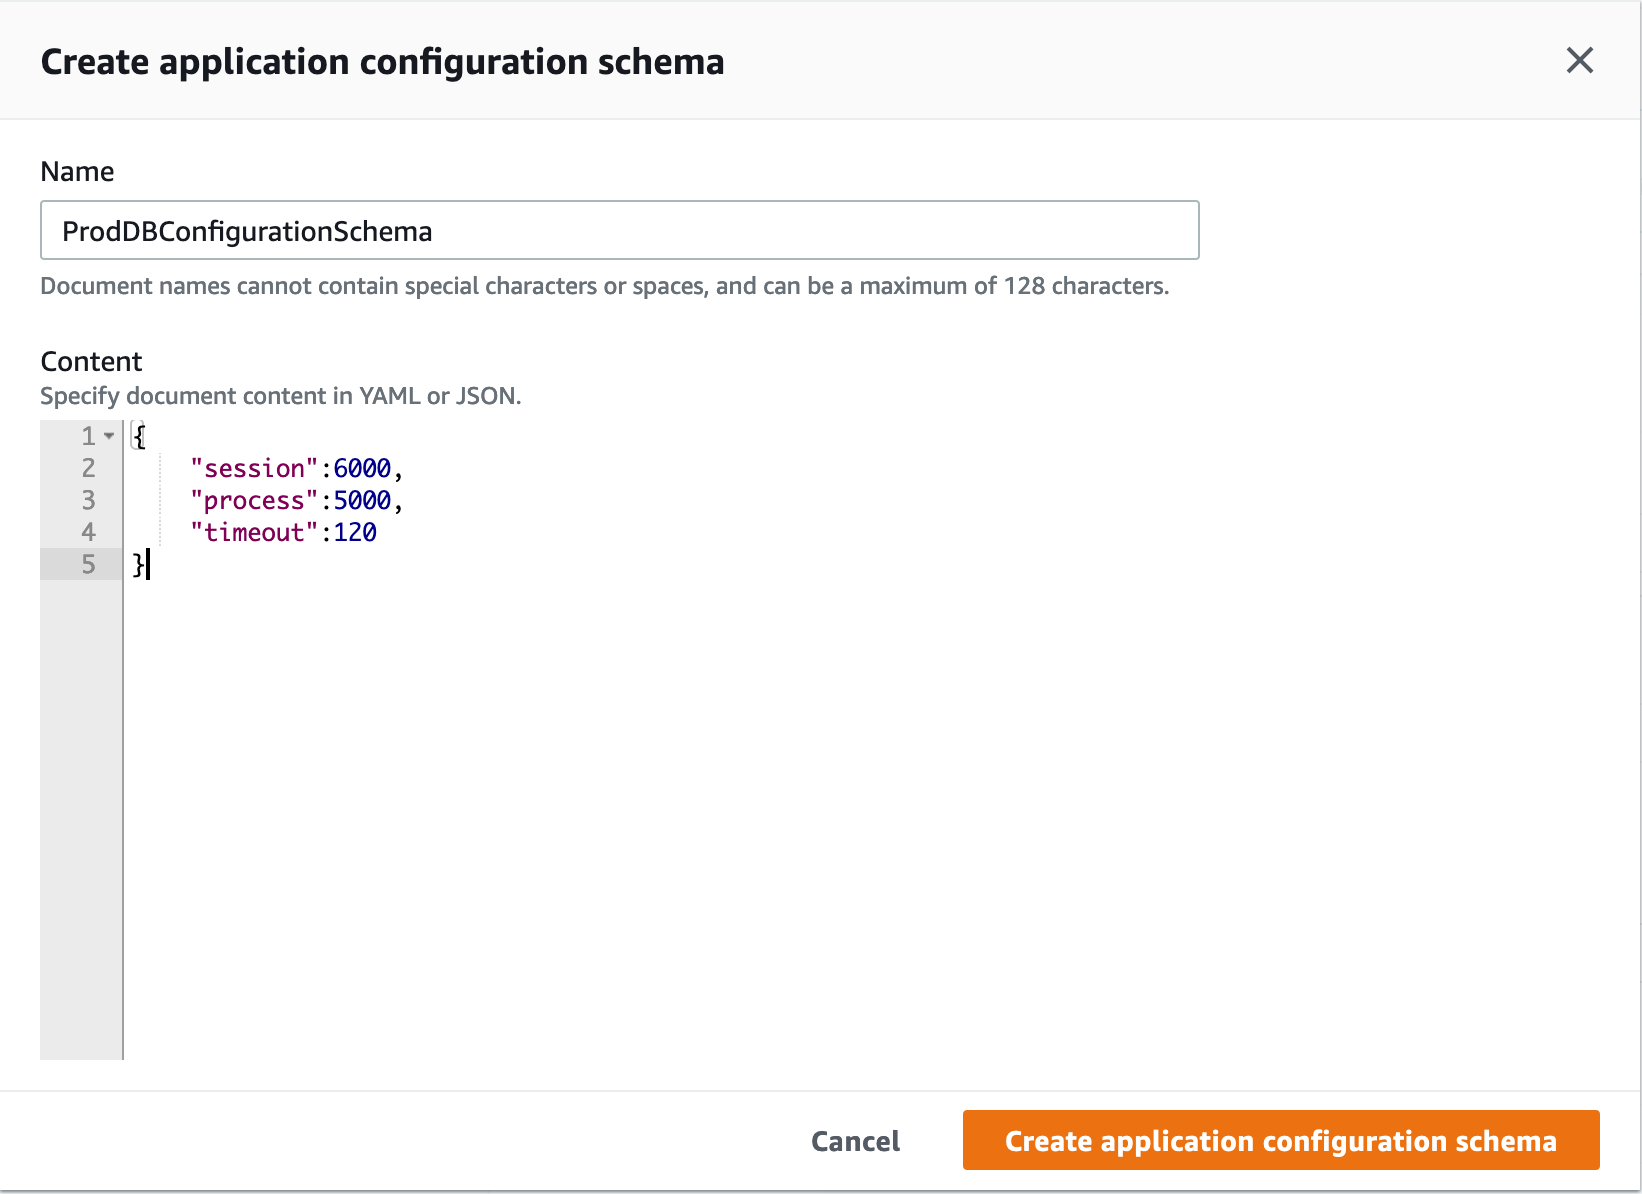 Create application configuration schema
Name
ProdDBConfigurationSchema
Document names cannot contain special characters or spaces, and can be a maximum of 128 characters.
Content
Specify document content in YAML or JSON.
1 {
2 "session":6000,
3 "process":5000,
4 "timeout":120
5 }
Cancel Create application configuration schema